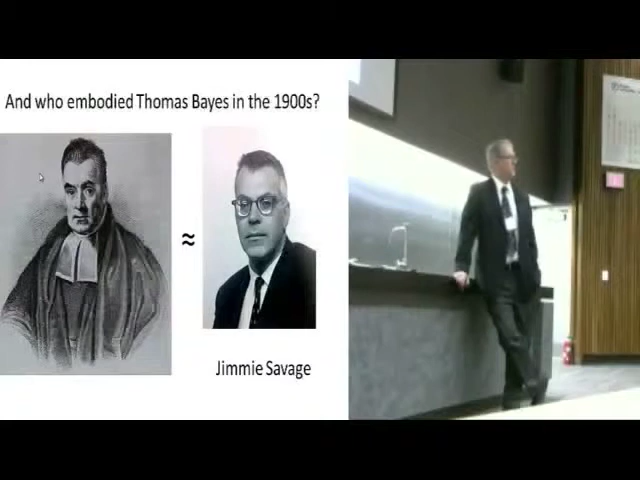 And who embodied Thomas Bayes in the 1900s?
≈
Jimmie Savage